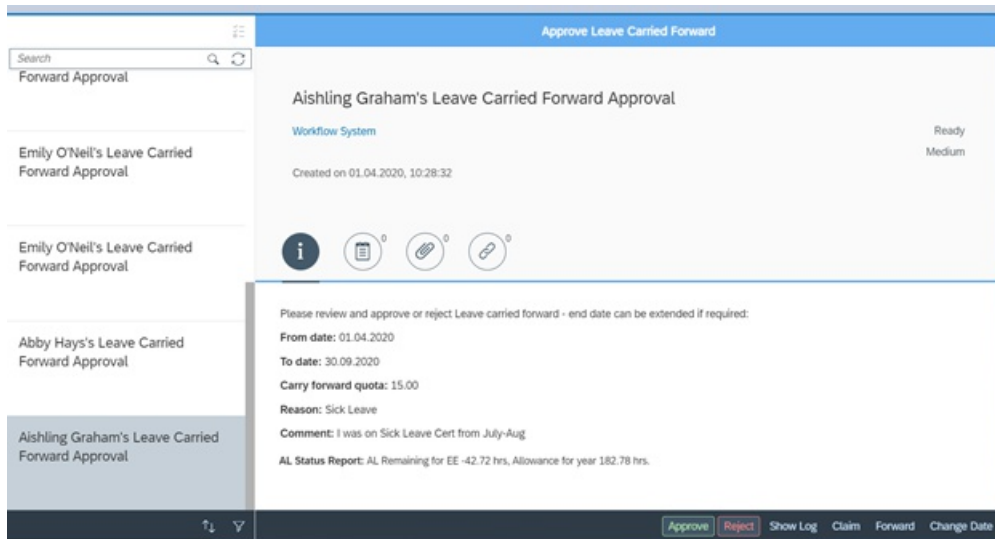 Search
Forward Approval
Emily O'Neil's Leave Carried
Forward Approval
Emily O'Neil's Leave Carried
Forward Approval
Abby Hays's Leave Carried
Forward Approval
Aishling Graham's Leave Carried
Forward Approval
Approve Leave Carried Forward
Aishling Graham's Leave Carried Forward Approval
Workflow System
Ready
Medium
Created on 01.04.2020, 10:28:32
i
0
0
0
Please review and approve or reject Leave carried forward - end date can be extended if required:
From date: 01.04.2020
To date: 30.09.2020
Carry forward quota: 15.00
Reason: Sick Leave
Comment: I was on Sick Leave Cert from July-Aug
AL Status Report: AL Remaining for EE -42.72 hrs, Allowance for year 182.78 hrs.
Approve Reject Show Log Claim Forward Change Date